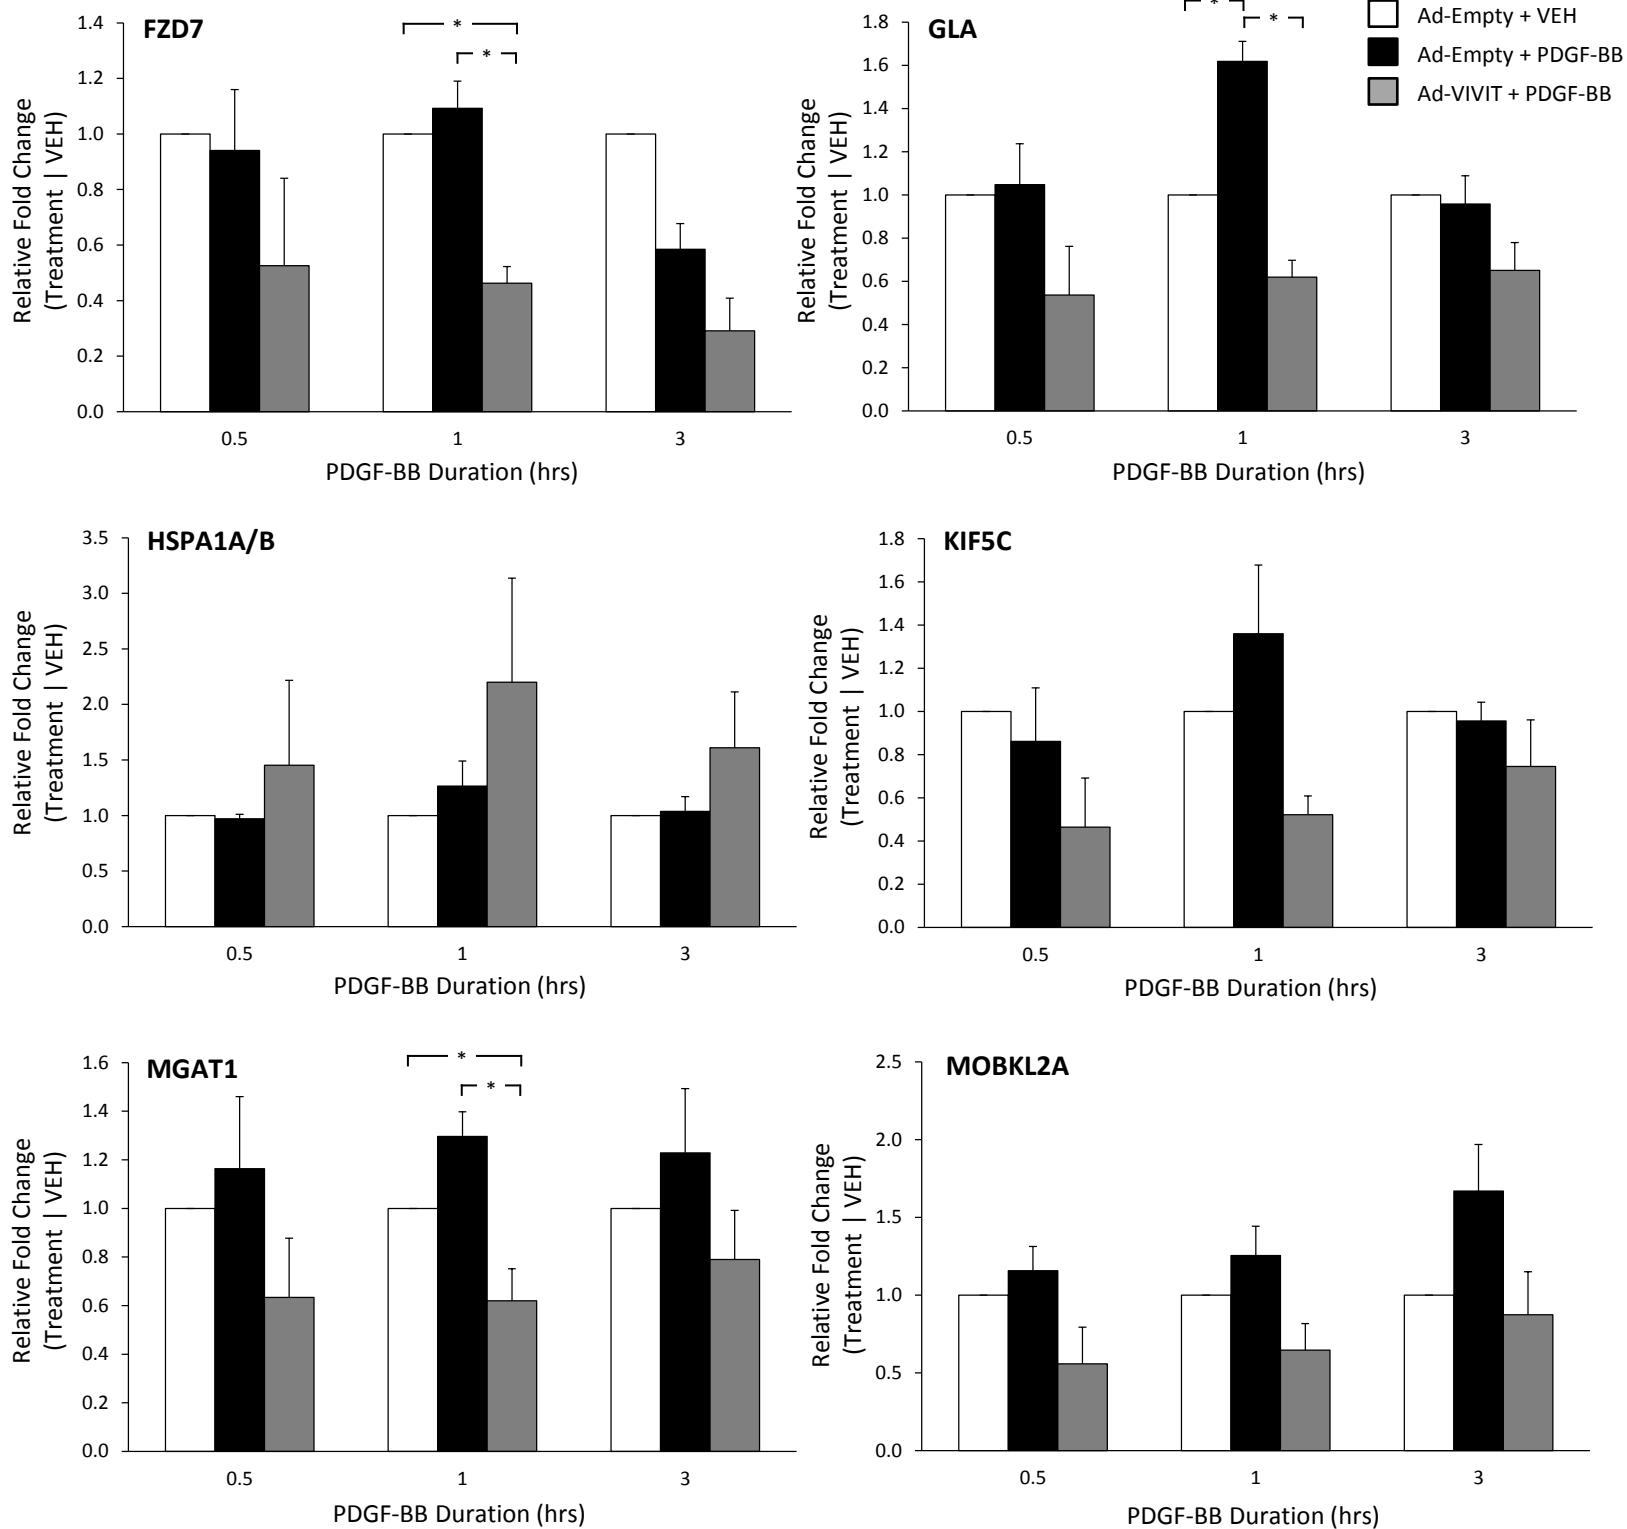 FZD7
*
*
1.4
1.2
1.0
0.8
0.6
0.4
0.2
0.0
Relative Fold Change
(Treatment | VEH)
0.5 1 3
PDGF-BB Duration (hrs)
GLA
*
*
1.8
1.6
1.4
1.2
1.0
0.8
0.6
0.4
0.2
0.0
Relative Fold Change
(Treatment | VEH)
0.5 1 3
PDGF-BB Duration (hrs)
Ad-Empty + VEH
Ad-Empty + PDGF-BB
Ad-VIVIT + PDGF-BB
HSPA1A/B
3.5
3.0
2.5
2.0
1.5
1.0
0.5
0.0
Relative Fold Change
(Treatment | VEH)
0.5 1 3
PDGF-BB Duration (hrs)
KIF5C
1.8
1.6
1.4
1.2
1.0
0.8
0.6
0.4
0.2
0.0
Relative Fold Change
(Treatment | VEH)
0.5 1 3
PDGF-BB Duration (hrs)
MGAT1
*
*
1.6
1.4
1.2
1.0
0.8
0.6
0.4
0.2
0.0
Relative Fold Change
(Treatment | VEH)
0.5 1 3
PDGF-BB Duration (hrs)
MOBKL2A
2.5
2.0
1.5
1.0
0.5
0.0
Relative Fold Change
(Treatment | VEH)
0.5 1 3
PDGF-BB Duration (hrs)